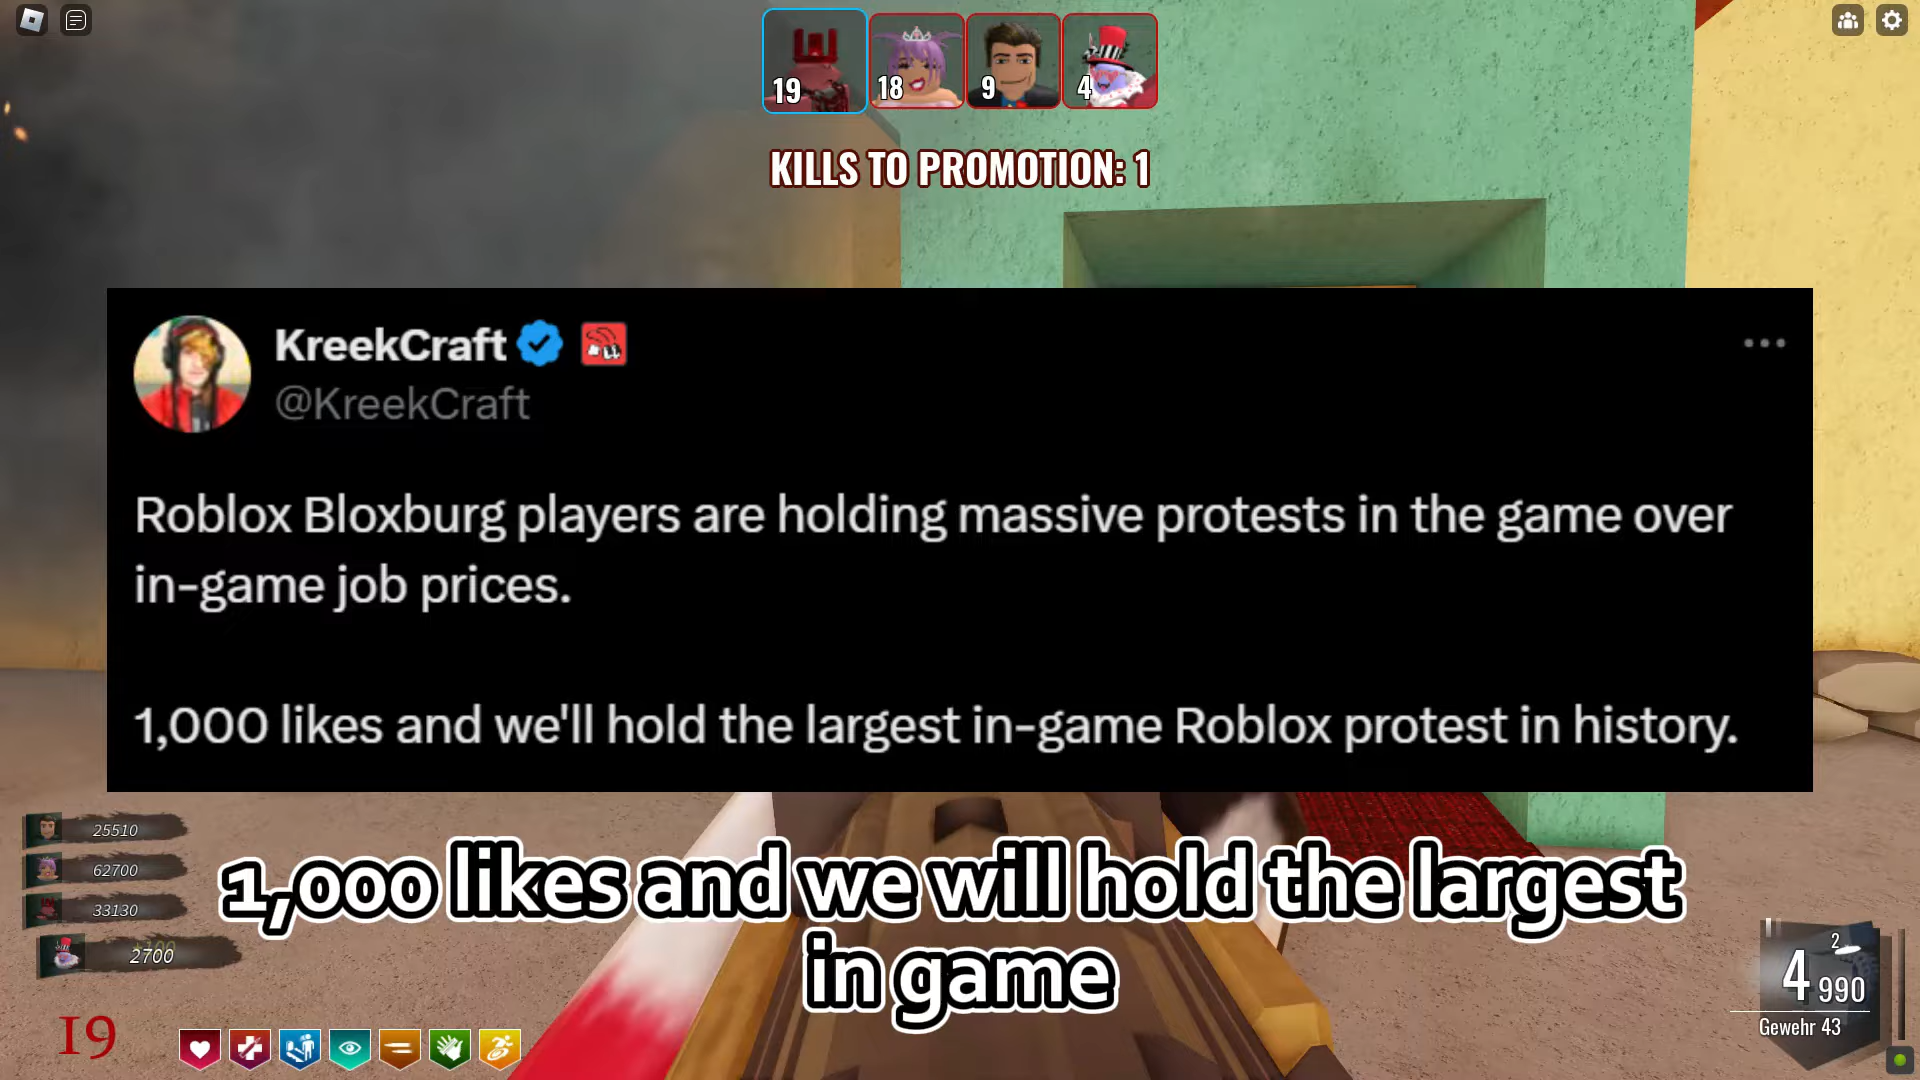 19
18
9
4
KILLS TO PROMOTION: 1
KreekCraft
@KreekCraft
Roblox Bloxburg players are holding massive protests in the game over
in-game job prices.
1,000 likes and we'll hold the largest in-game Roblox protest in history.
25510
62700
33130
+100
2700
1,000 likes and we will hold the largest
in game
19
2
4 990
Gewehr 43